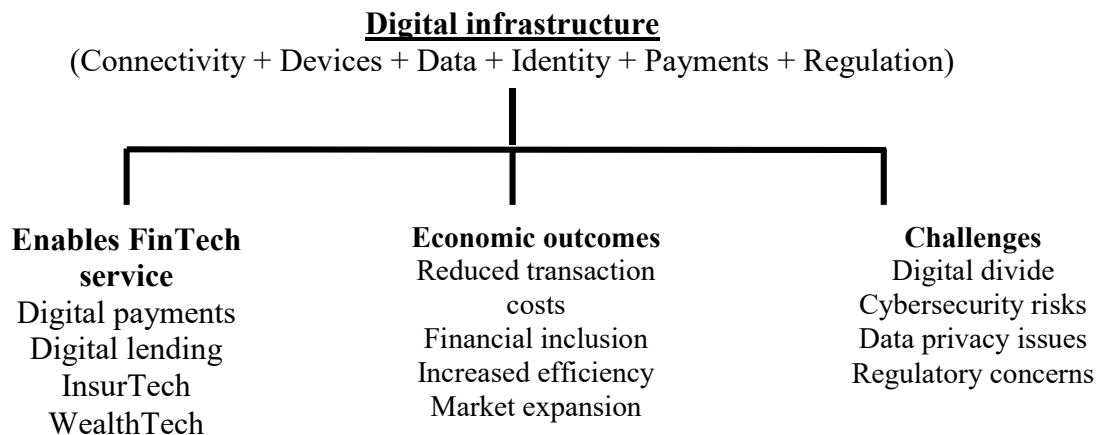 Digital infrastructure
(Connectivity + Devices + Data + Identity + Payments + Regulation)
Enables FinTech
service
Digital payments
Digital lending
InsurTech
WealthTech
Economic outcomes
Reduced transaction
costs
Financial inclusion
Increased efficiency
Market expansion
Challenges
Digital divide
Cybersecurity risks
Data privacy issues
Regulatory concerns